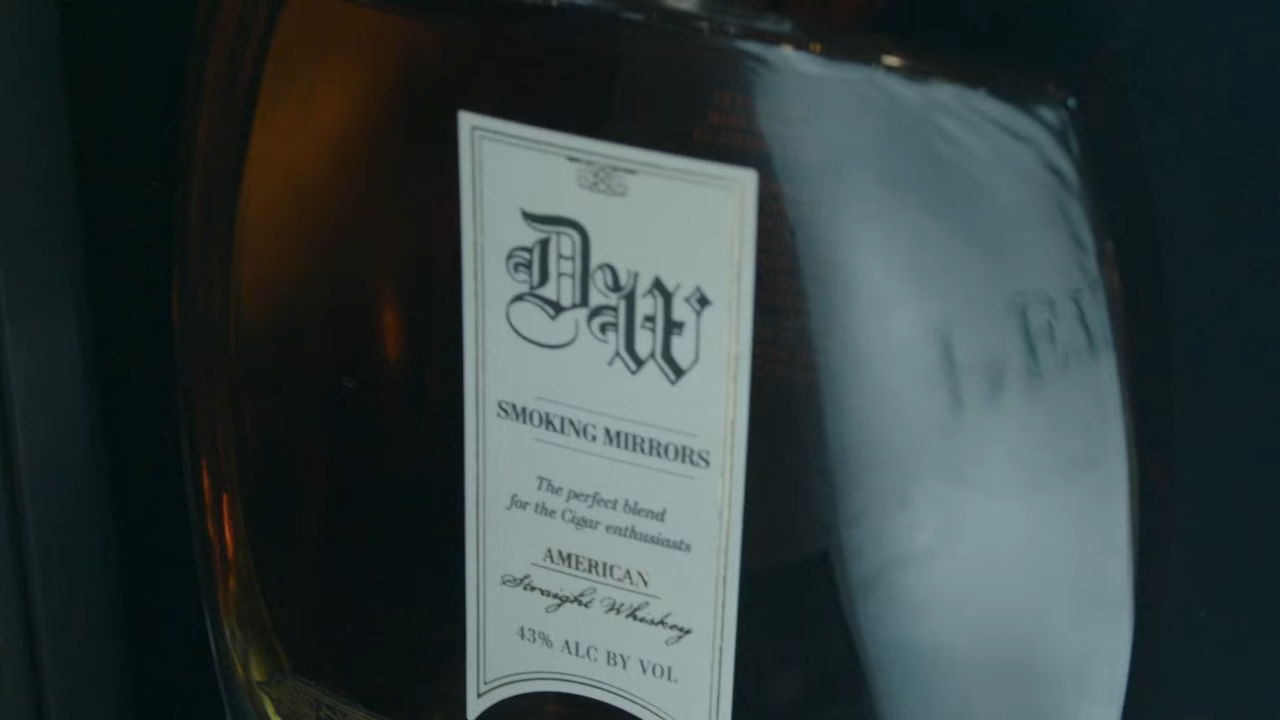 DW
SMOKING MIRRORS
The perfect blend
for the Cigar enthusiasts
AMERICAN
Straight Whiskey
43% ALC BY VOL